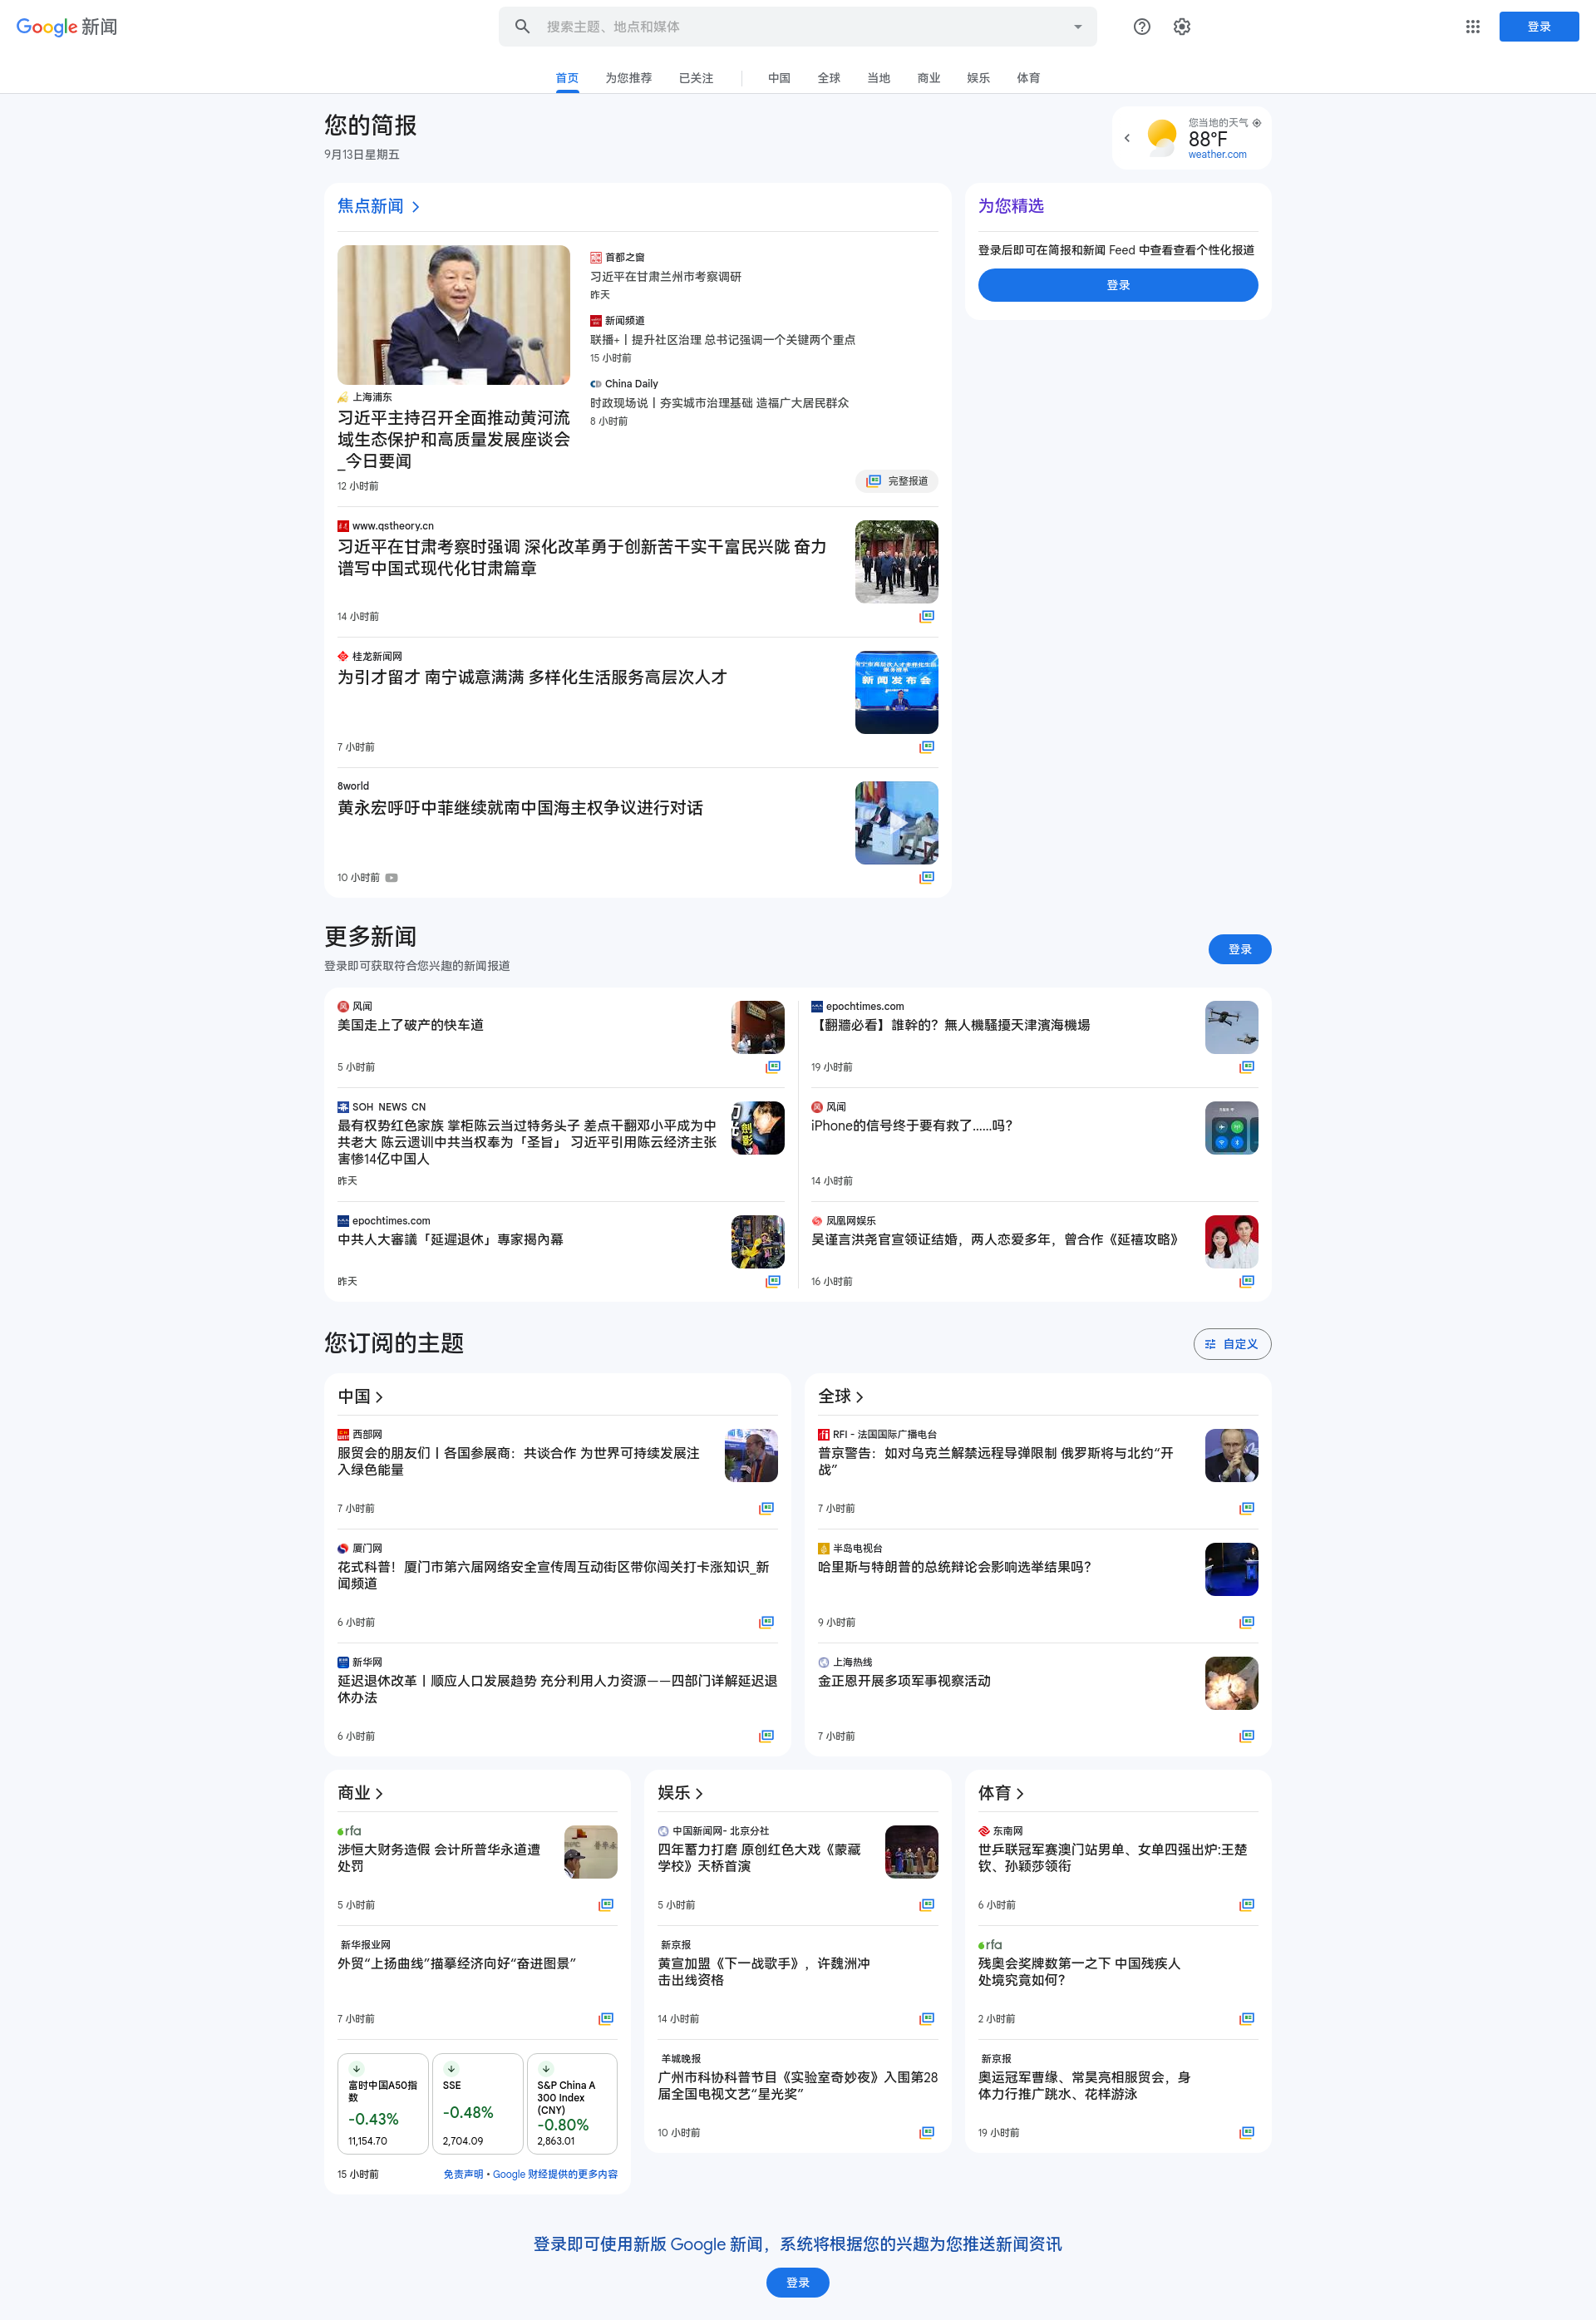 Google 新闻
搜索主题、地点和媒体
登录
首页
为您推荐
已关注
中国
全球
当地
商业
娱乐
体育
您的简报
9月13日星期五
您当地的天气
88°F
weather.com
焦点新闻
上海浦东
习近平主持召开全面推动黄河流
域生态保护和高质量发展座谈会
_今日要闻
12 小时前
首都之窗
习近平在甘肃兰州市考察调研
昨天
新闻频道
联播+丨提升社区治理 总书记强调一个关键两个重点
15 小时前
China Daily
时政现场说丨夯实城市治理基础 造福广大居民群众
8 小时前
完整报道
www.qstheory.cn
习近平在甘肃考察时强调 深化改革勇于创新苦干实干富民兴陇 奋力
谱写中国式现代化甘肃篇章
14 小时前
桂龙新闻网
为引才留才 南宁诚意满满 多样化生活服务高层次人才
新闻发布会
7 小时前
8world
黄永宏呼吁中菲继续就南中国海主权争议进行对话
10 小时前
为您精选
登录后即可在简报和新闻 Feed 中查看查看个性化报道
登录
更多新闻
登录即可获取符合您兴趣的新闻报道
登录
风闻
美国走上了破产的快车道
5 小时前
SOH_NEWS_CN
最有权势红色家族 掌柜陈云当过特务头子 差点干翻邓小平成为中
共老大 陈云遗训中共当权奉为「圣旨」 习近平引用陈云经济主张
害惨14亿中国人
昨天
epochtimes.com
中共人大審議「延遲退休」專家揭內幕
昨天
epochtimes.com
【翻牆必看】誰幹的？無人機騷擾天津濱海機場
19 小时前
风闻
iPhone的信号终于要有救了……吗？
14 小时前
凤凰网娱乐
吴谨言洪尧官宣领证结婚，两人恋爱多年，曾合作《延禧攻略》
16 小时前
您订阅的主题
自定义
中国
西部网
服贸会的朋友们丨各国参展商：共谈合作 为世界可持续发展注
入绿色能量
7 小时前
厦门网
花式科普！厦门市第六届网络安全宣传周互动街区带你闯关打卡涨知识_新
闻频道
6 小时前
新华网
延迟退休改革丨顺应人口发展趋势 充分利用人力资源——四部门详解延迟退
休办法
6 小时前
全球
RFI - 法国国际广播电台
普京警告：如对乌克兰解禁远程导弹限制 俄罗斯将与北约“开
战”
7 小时前
半岛电视台
哈里斯与特朗普的总统辩论会影响选举结果吗？
9 小时前
上海热线
金正恩开展多项军事视察活动
7 小时前
商业
rfa
涉恒大财务造假 会计所普华永道遭
处罚
5 小时前
新华报业网
外贸“上扬曲线”描摹经济向好“奋进图景”
7 小时前
富时中国A50指
数
-0.43%
11,154.70
SSE
-0.48%
2,704.09
S&P China A
300 Index
(CNY)
-0.80%
2,863.01
15 小时前
免责声明 • Google 财经提供的更多内容
娱乐
中国新闻网- 北京分社
四年蓄力打磨 原创红色大戏《蒙藏
学校》天桥首演
5 小时前
新京报
黄宣加盟《下一战歌手》，许魏洲冲
击出线资格
14 小时前
羊城晚报
广州市科协科普节目《实验室奇妙夜》入围第28
届全国电视文艺“星光奖”
10 小时前
体育
东南网
世乒联冠军赛澳门站男单、女单四强出炉:王楚
钦、孙颖莎领衔
6 小时前
rfa
残奥会奖牌数第一之下 中国残疾人
处境究竟如何？
2 小时前
新京报
奥运冠军曹缘、常昊亮相服贸会，身
体力行推广跳水、花样游泳
19 小时前
登录即可使用新版 Google 新闻，系统将根据您的兴趣为您推送新闻资讯
登录